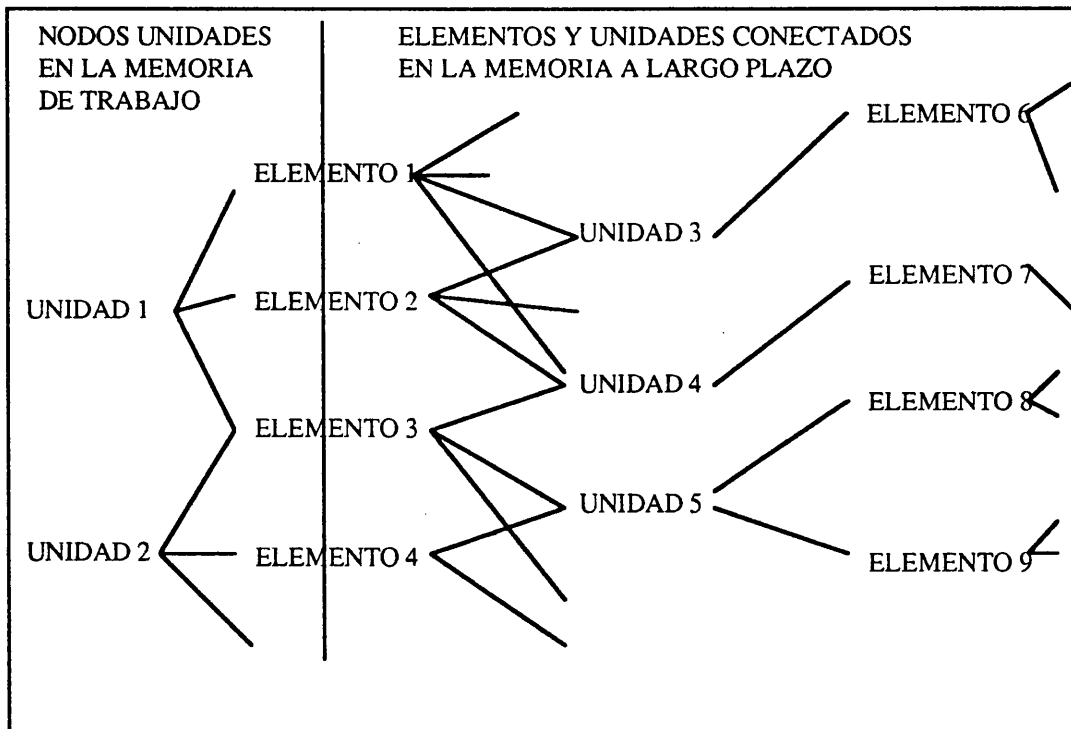 NODOS UNIDADES
EN LA MEMORIA
DE TRABAJO
ELEMENTOS Y UNIDADES CONECTADOS
EN LA MEMORIA A LARGO PLAZO
ELEMENTO 6
ELEMENTO 1
UNIDAD 3
ELEMENTO 7
UNIDAD 1
ELEMENTO 2
UNIDAD 4
ELEMENTO 8
ELEMENTO 3
UNIDAD 5
UNIDAD 2
ELEMENTO 4
ELEMENTO 9